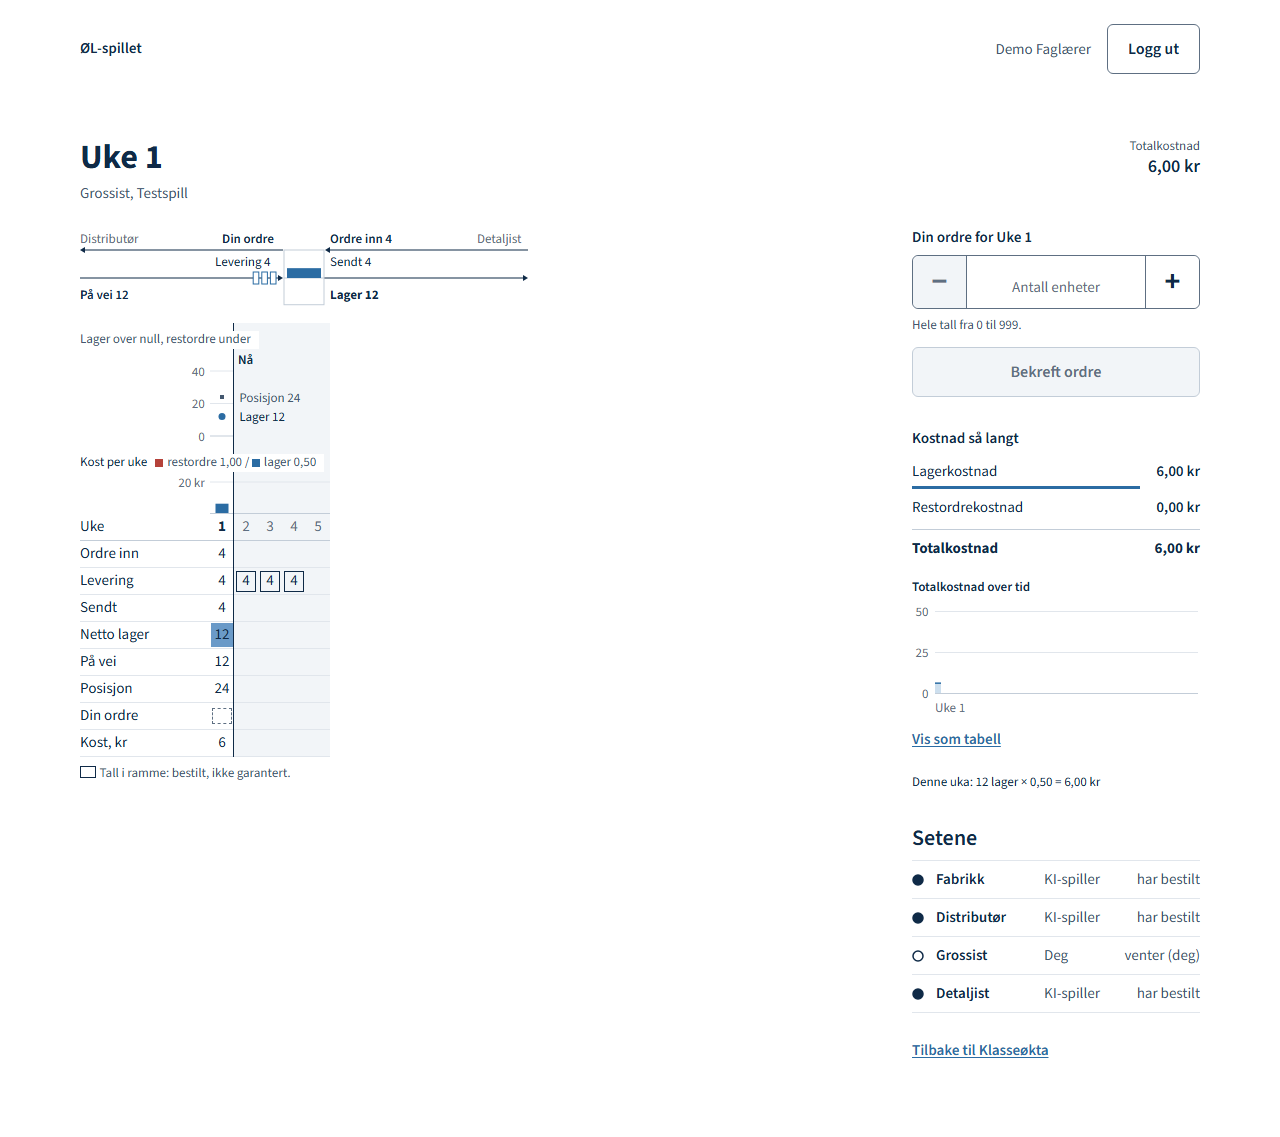 ØL-spillet
Demo Faglærer
Logg ut
Uke 1
Grossist, Testspill
Totalkostnad
6,00 kr
Distributør
Din ordre
Ordre inn 4
Detaljist
Levering 4
Sendt 4
På vei 12
Lager 12
Lager over null, restordre under
Nå
40
20
0
Posisjon 24
Lager 12
Kost per uke restordre 1,00 / lager 0,50
20 kr
Uke 1 2 3 4 5
Ordre inn 4
Levering 4 4 4 4
Sendt 4
Netto lager 12
På vei 12
Posisjon 24
Din ordre
Kost, kr 6
Tall i ramme: bestilt, ikke garantert.
Din ordre for Uke 1
− Antall enheter +
Hele tall fra 0 til 999.
Bekreft ordre
Kostnad så langt
Lagerkostnad 6,00 kr
Restordrekostnad 0,00 kr
Totalkostnad 6,00 kr
Totalkostnad over tid
50
25
0
Uke 1
Vis som tabell
Denne uka: 12 lager × 0,50 = 6,00 kr
Setene
Fabrikk KI-spiller har bestilt
Distributør KI-spiller har bestilt
Grossist Deg venter (deg)
Detaljist KI-spiller har bestilt
Tilbake til Klasseøkta